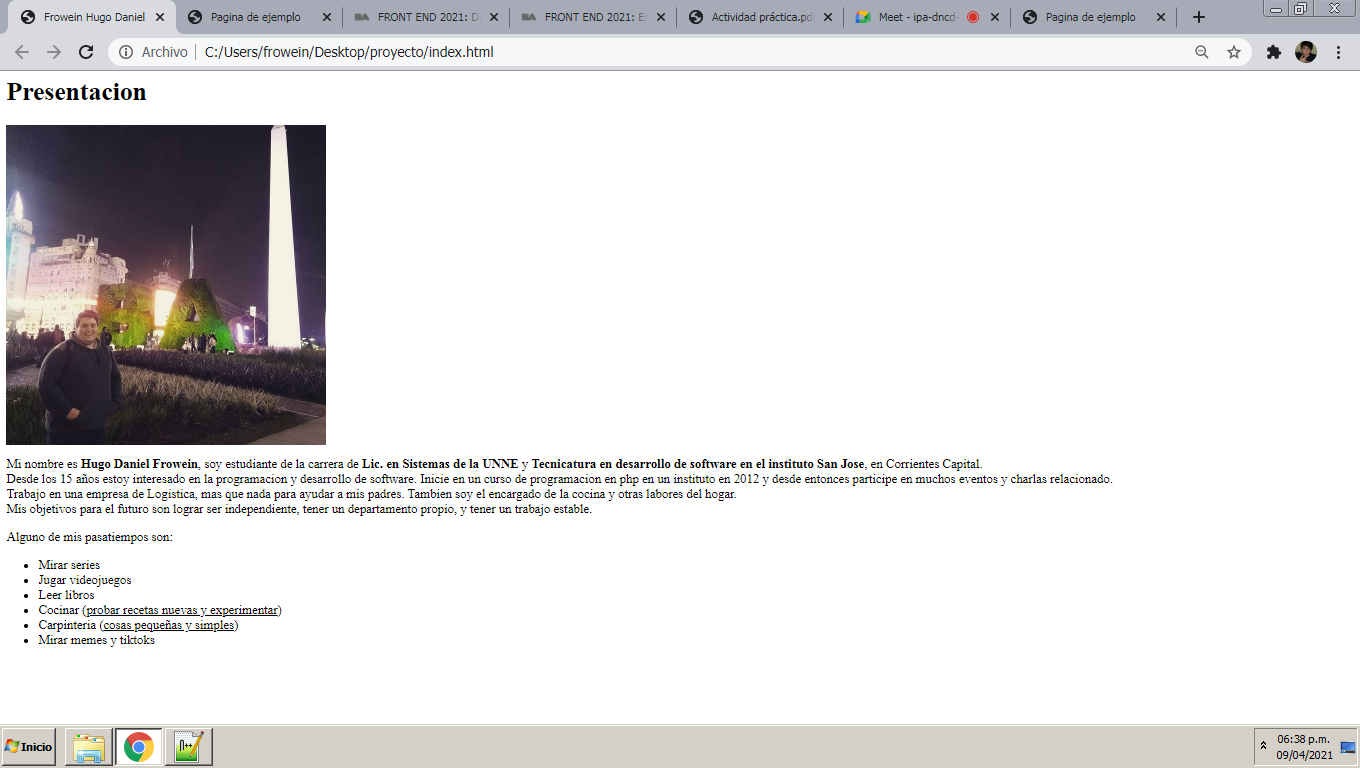 Frowein Hugo Daniel
Pagina de ejemplo
FRONT END 2021: D
FRONT END 2021: E
Actividad práctica.pd
Meet - ipa-dncd-
Pagina de ejemplo
Archivo | C:/Users/frowein/Desktop/proyecto/index.html
Presentacion
BA
Mi nombre es Hugo Daniel Frowein, soy estudiante de la carrera de Lic. en Sistemas de la UNNE y Tecnicatura en desarrollo de software en el instituto San Jose, en Corrientes Capital.
Desde los 15 años estoy interesado en la programacion y desarrollo de software. Inicie en un curso de programacion en php en un instituto en 2012 y desde entonces participe en muchos eventos y charlas relacionado.
Trabajo en una empresa de Logistica, mas que nada para ayudar a mis padres. Tambien soy el encargado de la cocina y otras labores del hogar.
Mis objetivos para el futuro son lograr ser independiente, tener un departamento propio, y tener un trabajo estable.
Alguno de mis pasatiempos son:
• Mirar series
• Jugar videojuegos
• Leer libros
• Cocinar (probar recetas nuevas y experimentar)
• Carpinteria (cosas pequeñas y simples)
• Mirar memes y tiktoks
Inicio
06:38 p.m.
09/04/2021